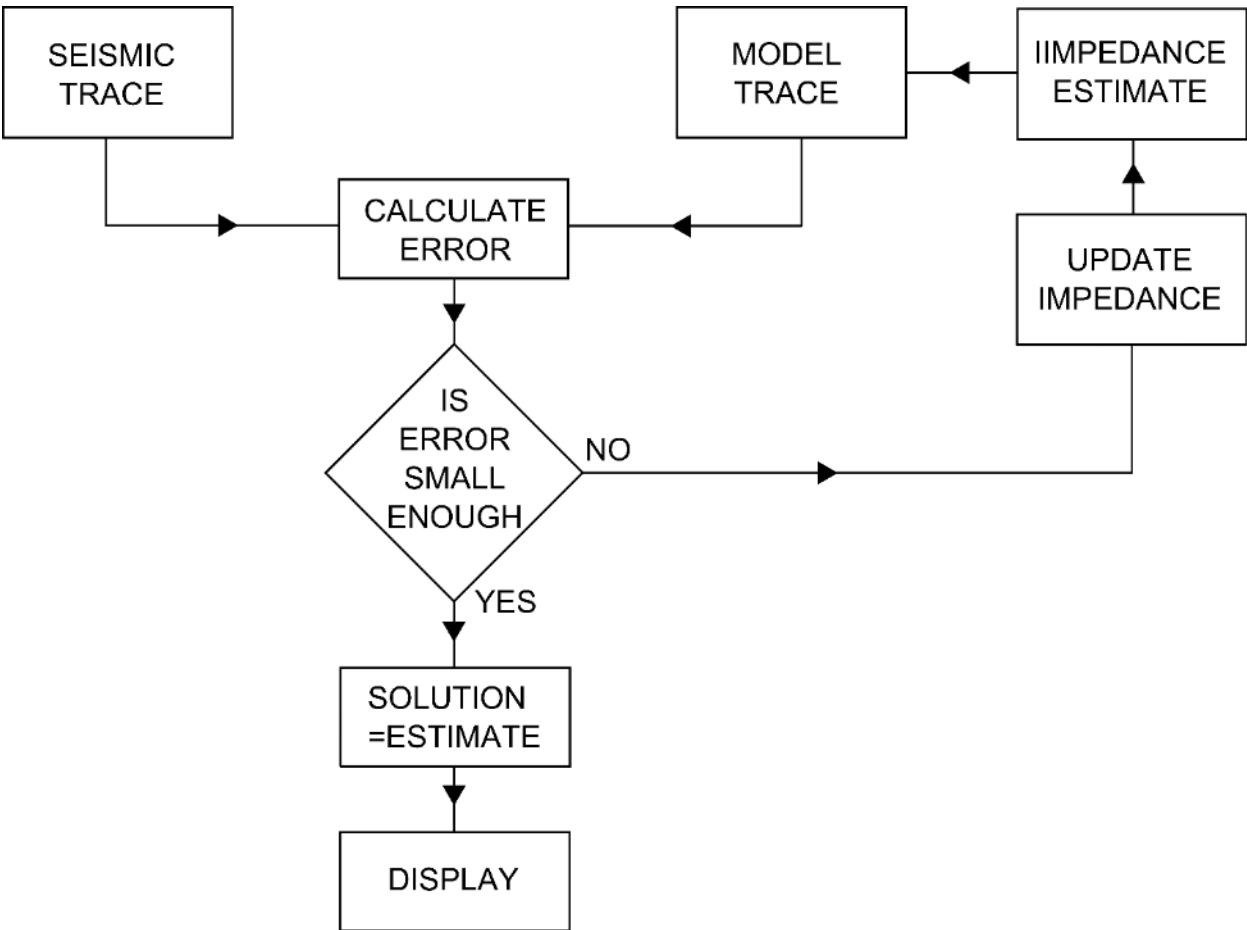 SEISMIC
TRACE
MODEL
TRACE
IIMPEDANCE
ESTIMATE
CALCULATE
ERROR
UPDATE
IMPEDANCE
IS
ERROR
SMALL
ENOUGH
NO
YES
SOLUTION
=ESTIMATE
DISPLAY